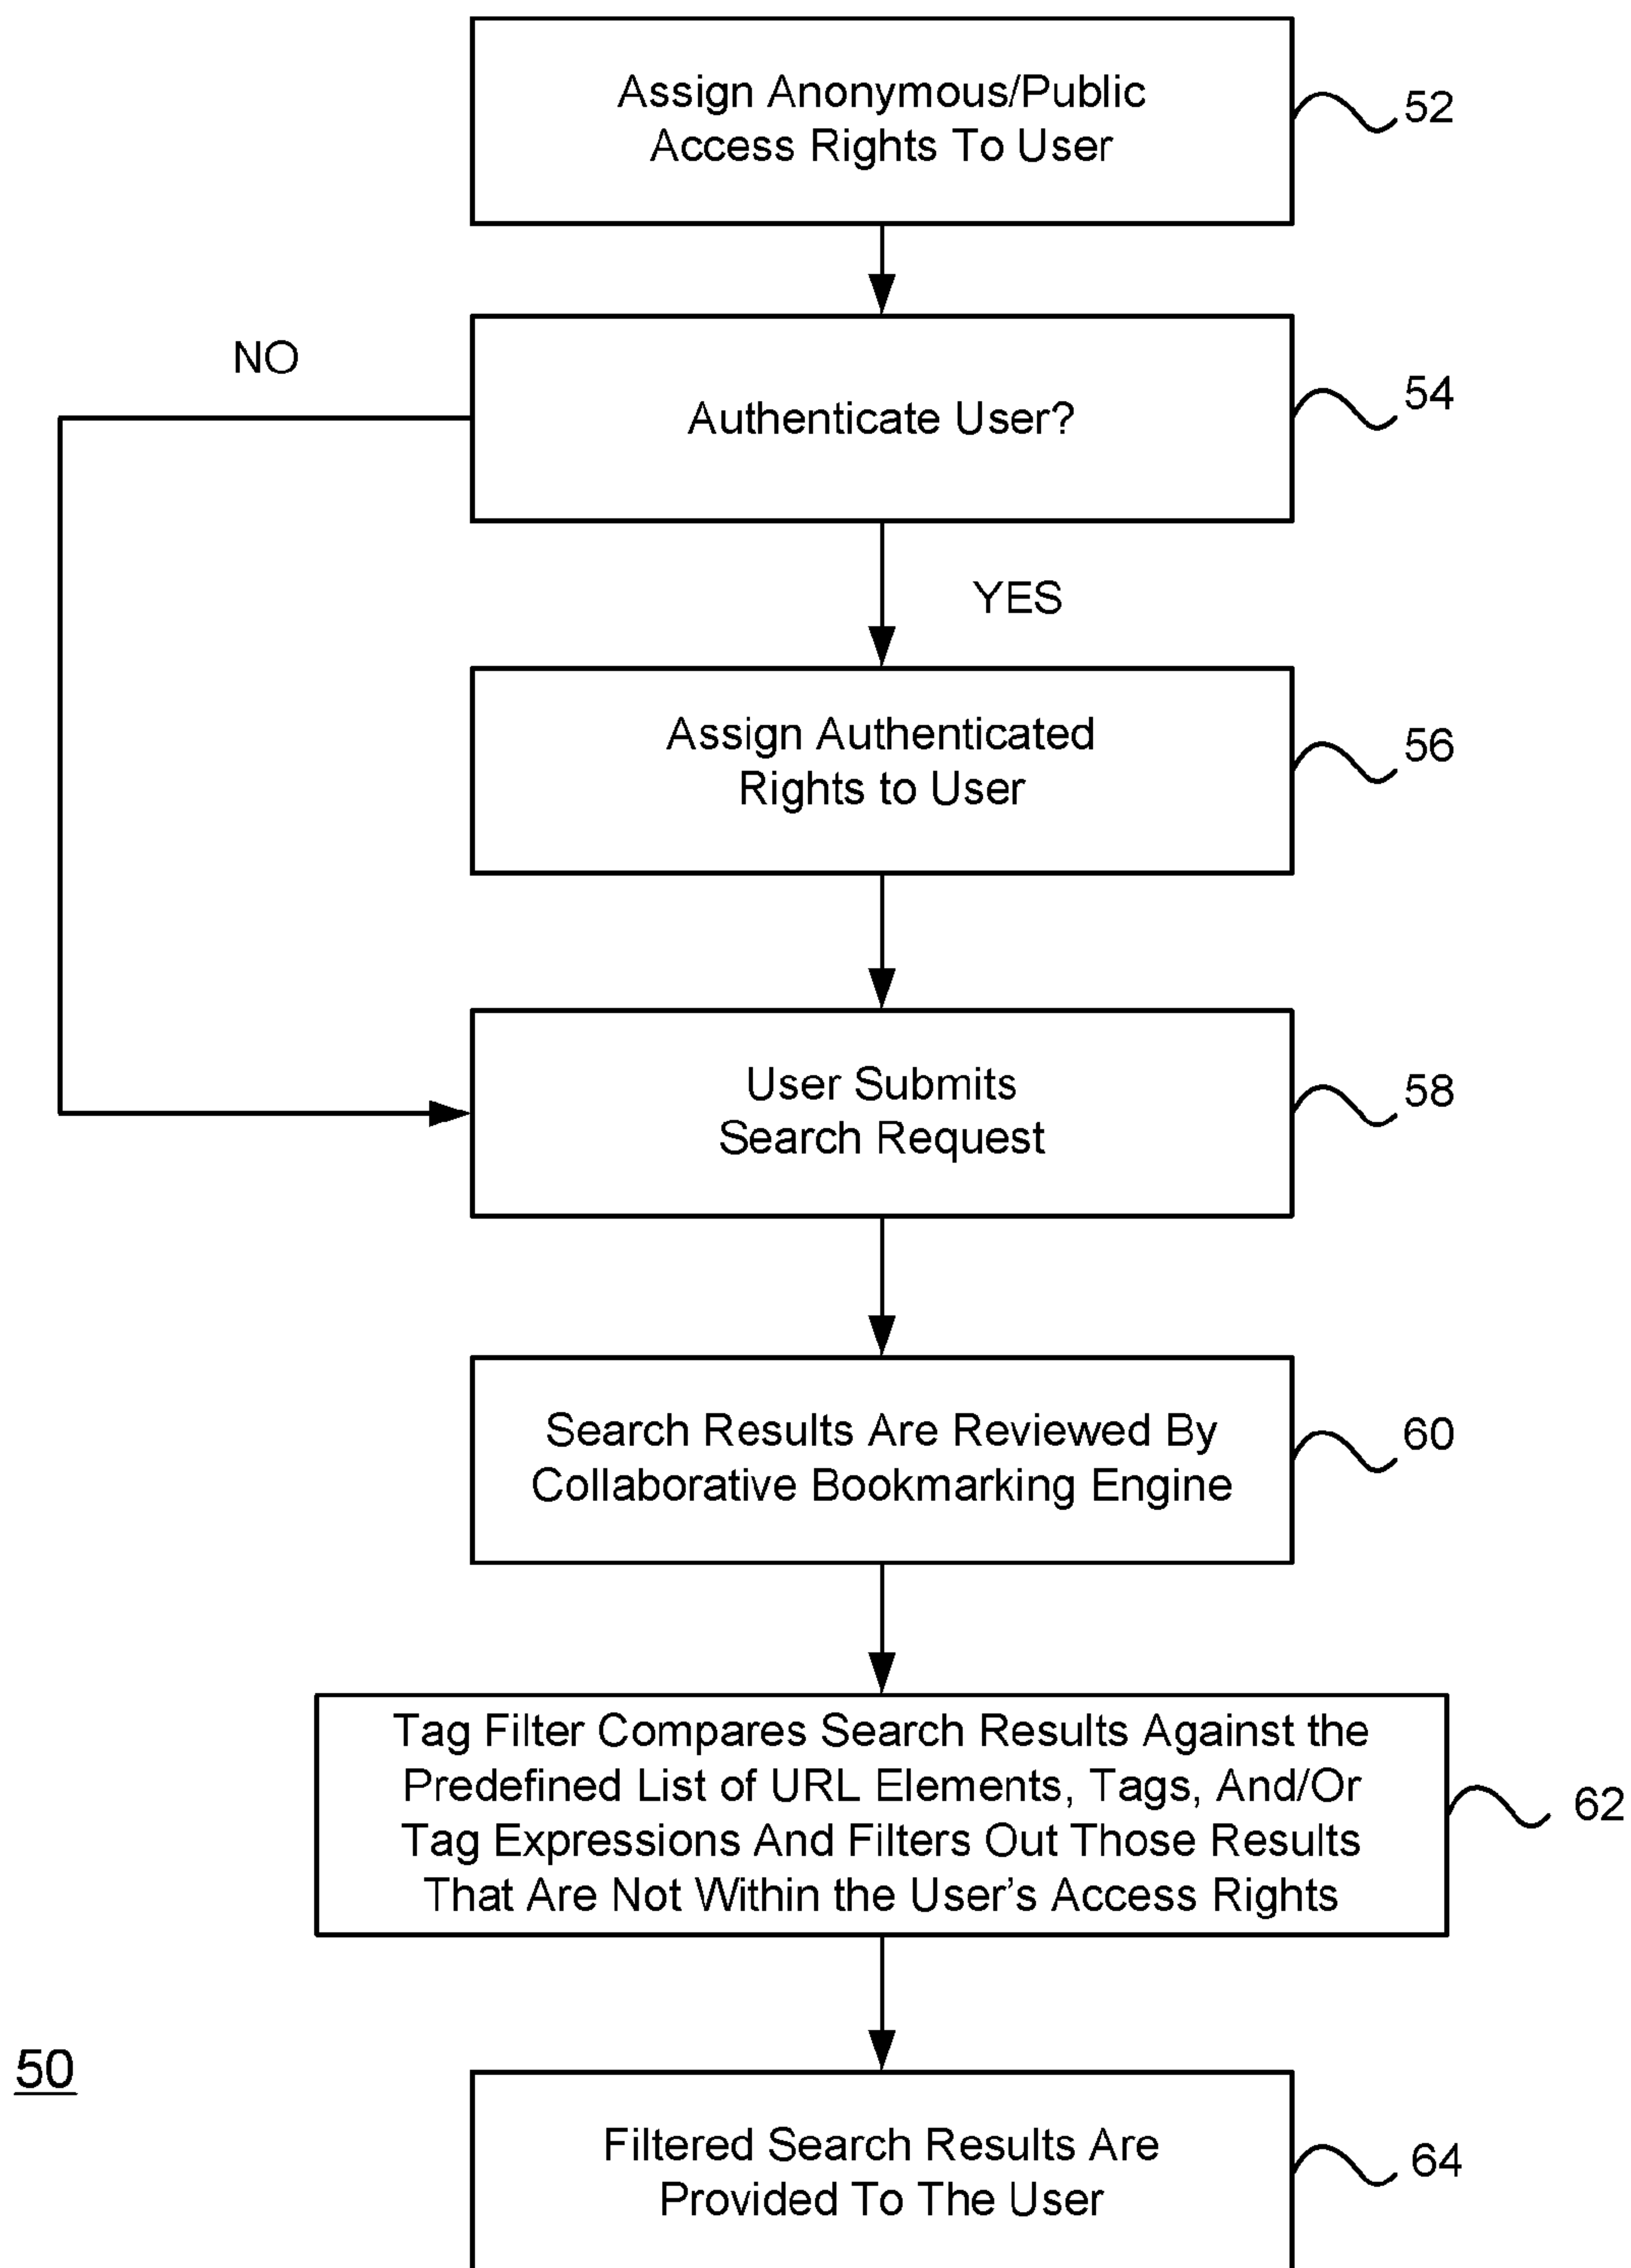 Assign Anonymous/Public
Access Rights To User
52
NO
Authenticate User?
54
YES
Assign Authenticated
Rights to User
56
User Submits
Search Request
58
Search Results Are Reviewed By
Collaborative Bookmarking Engine
60
Tag Filter Compares Search Results Against the
Predefined List of URL Elements, Tags, And/Or
Tag Expressions And Filters Out Those Results
That Are Not Within the User's Access Rights
62
50
Filtered Search Results Are
Provided To The User
64